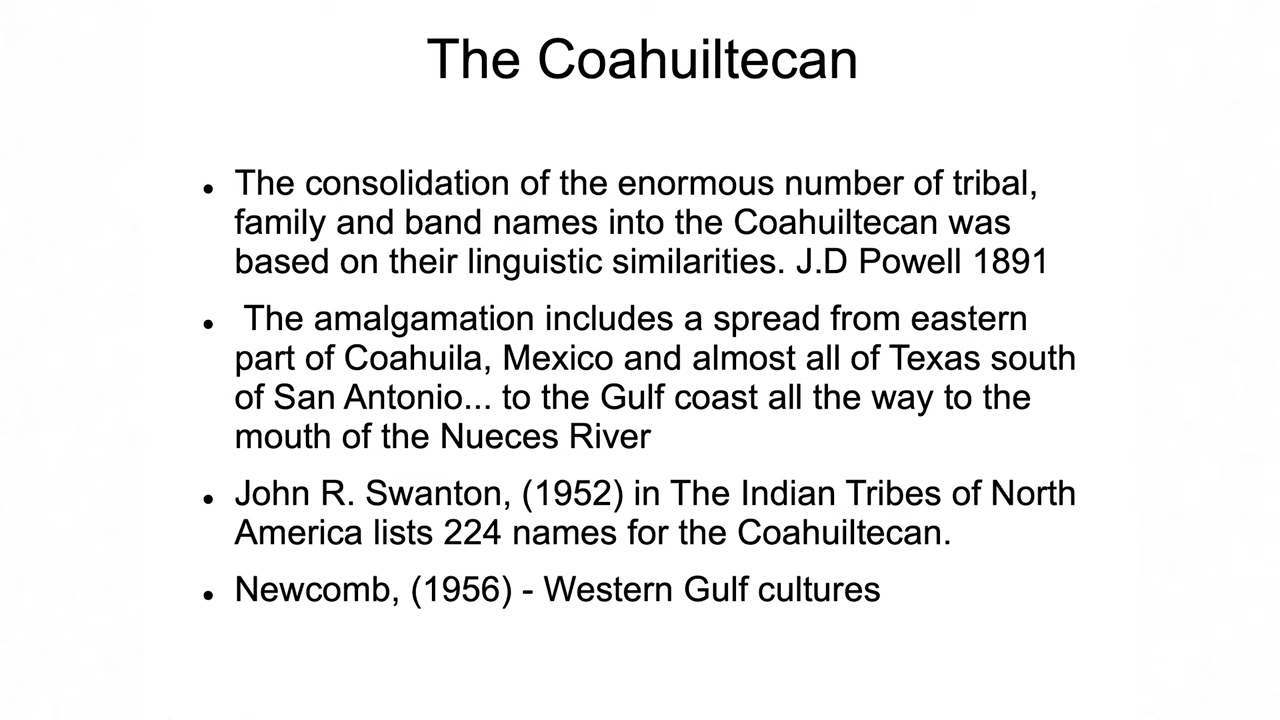 The Coahuiltecan
• The consolidation of the enormous number of tribal,
family and band names into the Coahuiltecan was
based on their linguistic similarities. J.D Powell 1891
• The amalgamation includes a spread from eastern
part of Coahuila, Mexico and almost all of Texas south
of San Antonio... to the Gulf coast all the way to the
mouth of the Nueces River
• John R. Swanton, (1952) in The Indian Tribes of North
America lists 224 names for the Coahuiltecan.
• Newcomb, (1956) - Western Gulf cultures